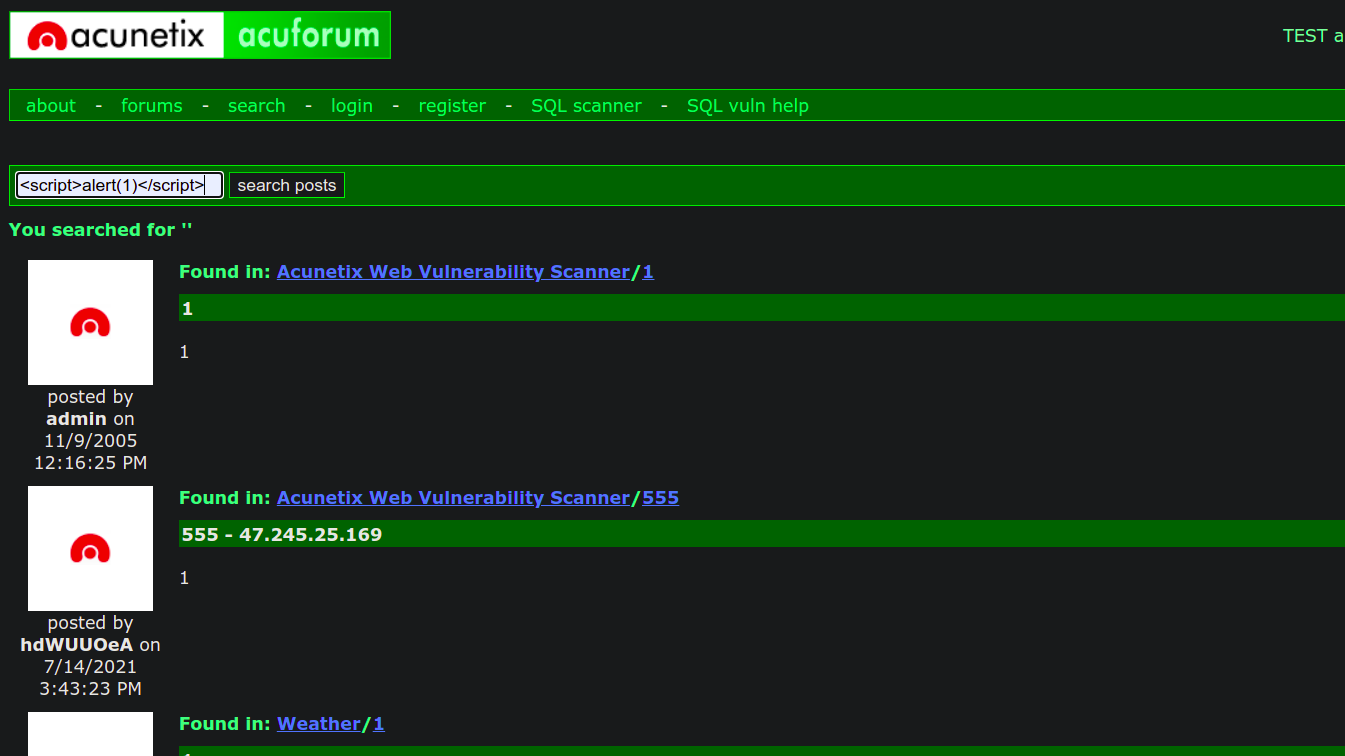 acunetix acuforum
TEST a
about - forums - search - login - register - SQL scanner - SQL vuln help
<script>alert(1)</script> search posts
You searched for ''
Found in: Acunetix Web Vulnerability Scanner/1
1
1
posted by
admin on
11/9/2005
12:16:25 PM
Found in: Acunetix Web Vulnerability Scanner/555
555 - 47.245.25.169
1
posted by
hdWUUOeA on
7/14/2021
3:43:23 PM
Found in: Weather/1